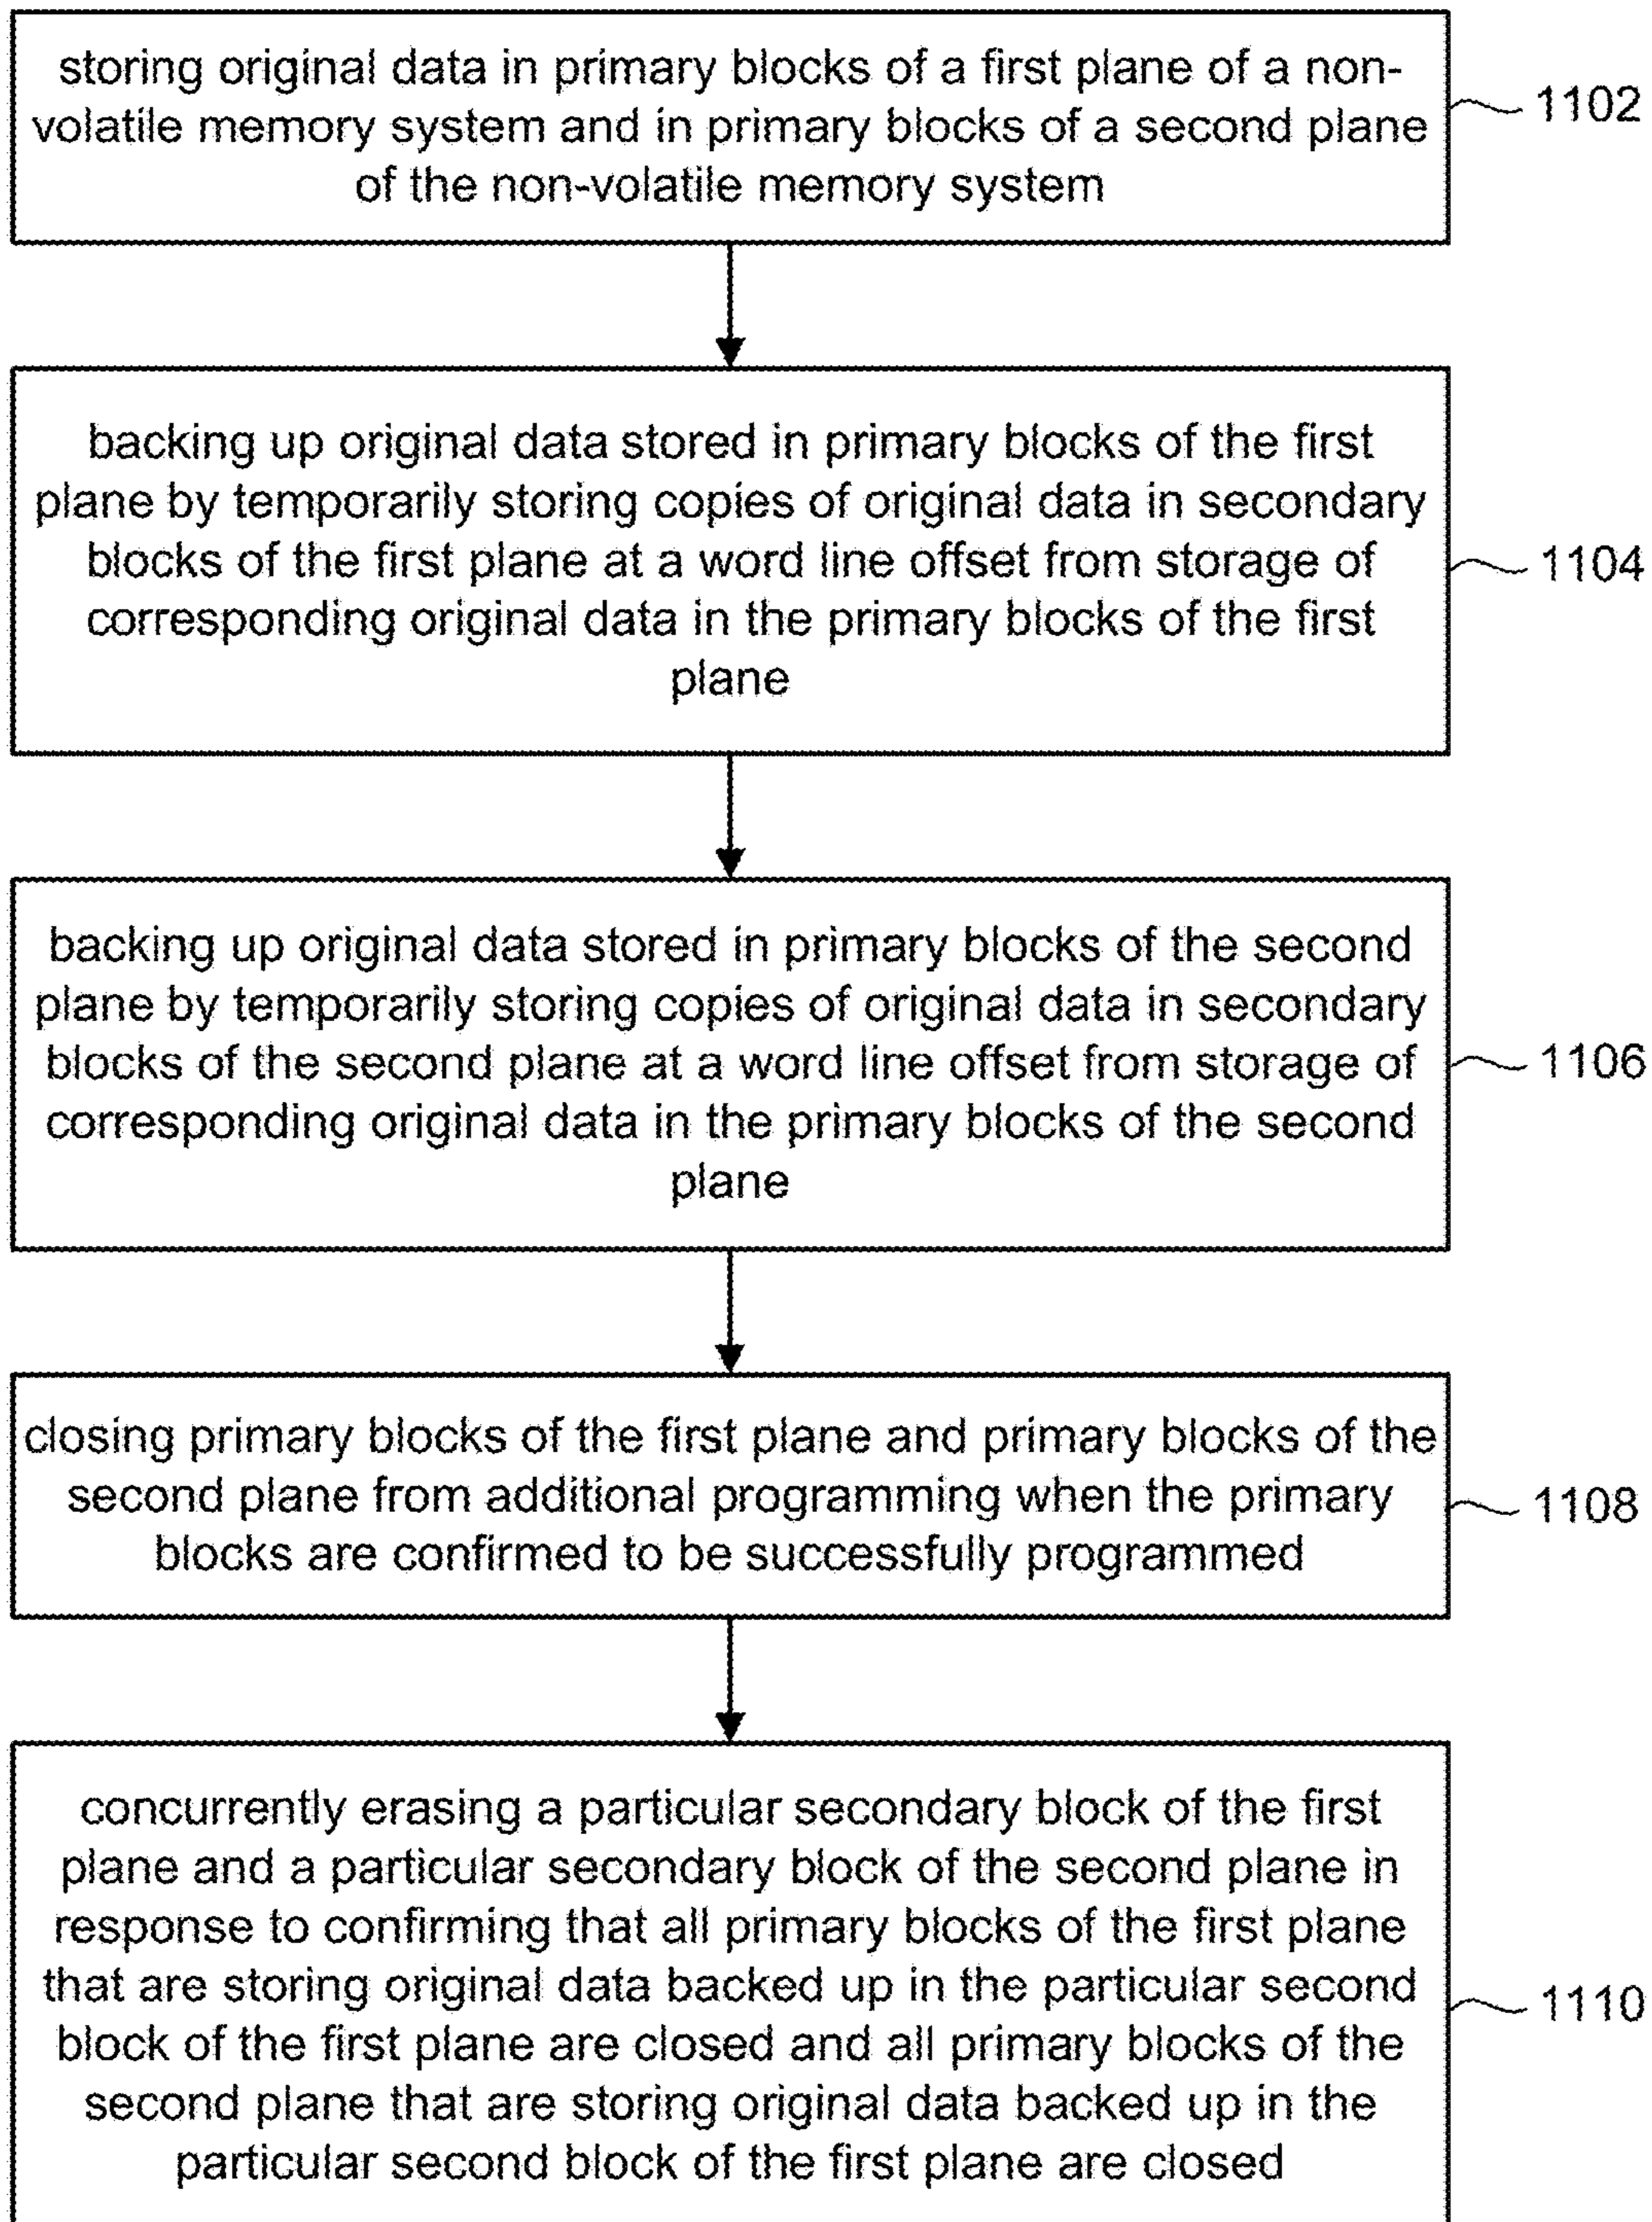 storing original data in primary blocks of a first plane of a non-
volatile memory system and in primary blocks of a second plane
of the non-volatile memory system
1102
backing up original data stored in primary blocks of the first
plane by temporarily storing copies of original data in secondary
blocks of the first plane at a word line offset from storage of
corresponding original data in the primary blocks of the first
plane
1104
backing up original data stored in primary blocks of the second
plane by temporarily storing copies of original data in secondary
blocks of the second plane at a word line offset from storage of
corresponding original data in the primary blocks of the second
plane
1106
closing primary blocks of the first plane and primary blocks of the
second plane from additional programming when the primary
blocks are confirmed to be successfully programmed
1108
concurrently erasing a particular secondary block of the first
plane and a particular secondary block of the second plane in
response to confirming that all primary blocks of the first plane
that are storing original data backed up in the particular second
block of the first plane are closed and all primary blocks of the
second plane that are storing original data backed up in the
particular second block of the first plane are closed
1110